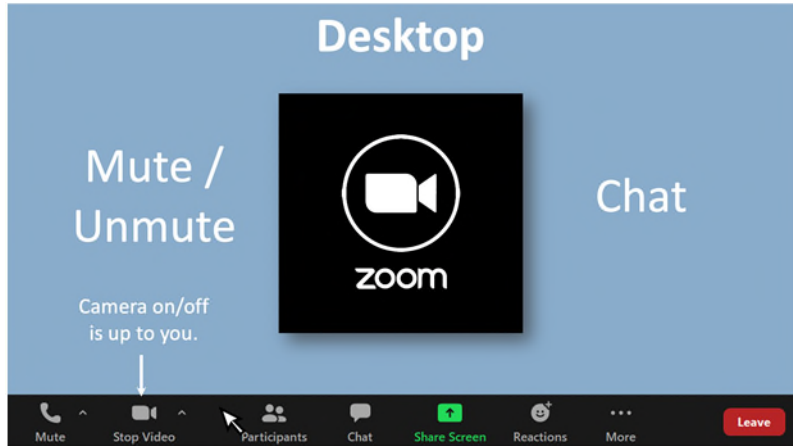 Desktop
Mute /
Unmute
zoom
Chat
Camera on/off
is up to you.
Mute
Stop Video
Participants
Chat
Share Screen
Reactions
More
Leave